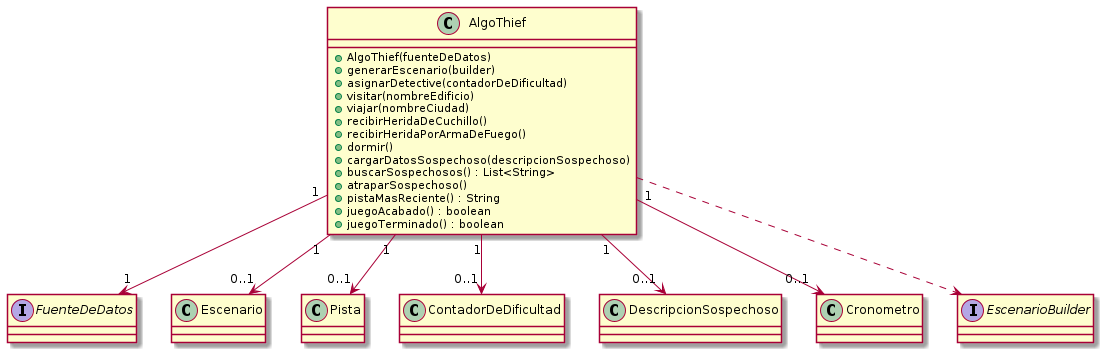 C AlgoThief
AlgoThief(fuenteDeDatos)
generarEscenario(builder)
asignarDetective(contadorDeDificultad)
visitar(nombreEdificio)
viajar(nombreCiudad)
recibirHeridaDeCuchillo()
recibirHeridaPorArmaDeFuego()
dormir()
cargarDatosSospechoso(descripcionSospechoso)
buscarSospechosos() : List<String>
atraparSospechoso()
pistaMasReciente() : String
juegoAcabado() : boolean
juegoTerminado() : boolean
1 1 1 1 1 1
1 0..1 0..1 0..1 0..1 0..1
I FuenteDeDatos
C Escenario
C Pista
C ContadorDeDificultad
C DescripcionSospechoso
C Cronometro
I EscenarioBuilder